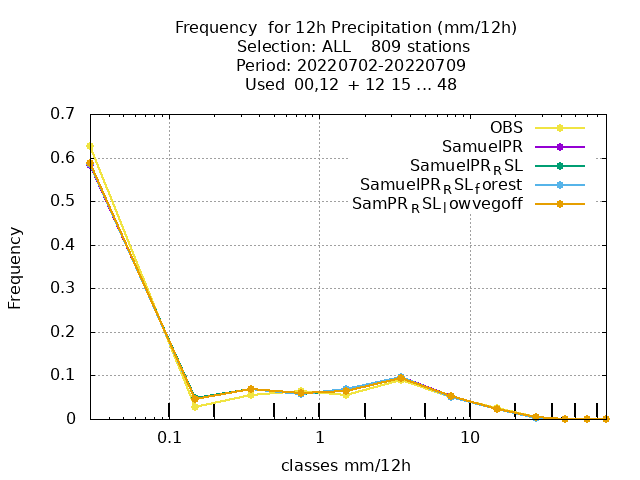 Frequency  for 12h Precipitation (mm/12h)
Selection: ALL    809 stations
Period: 20220702-20220709
Used  00,12  + 12 15 ... 48
0.7
0.6
0.5
0.4
0.3
0.2
0.1
0
Frequency
OBS
SamuelPR
SamuelPR_RSL
SamuelPR_RSL_forest
SamPR_RSL_lowvegoff
0.1
1
10
classes mm/12h